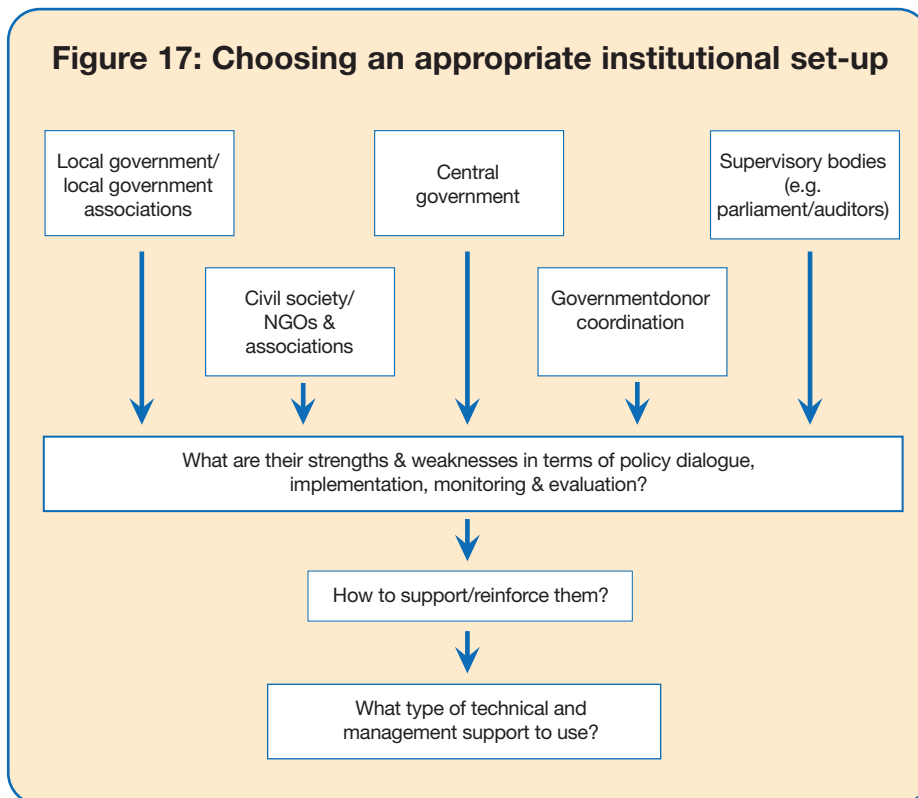 Figure 17: Choosing an appropriate institutional set-up
Local government/
local government
associations
Central
government
Supervisory bodies
(e.g.
parliament/auditors)
Civil society/
NGOs &
associations
Governmentdonor
coordination
What are their strengths & weaknesses in terms of policy dialogue,
implementation, monitoring & evaluation?
How to support/reinforce them?
What type of technical and
management support to use?